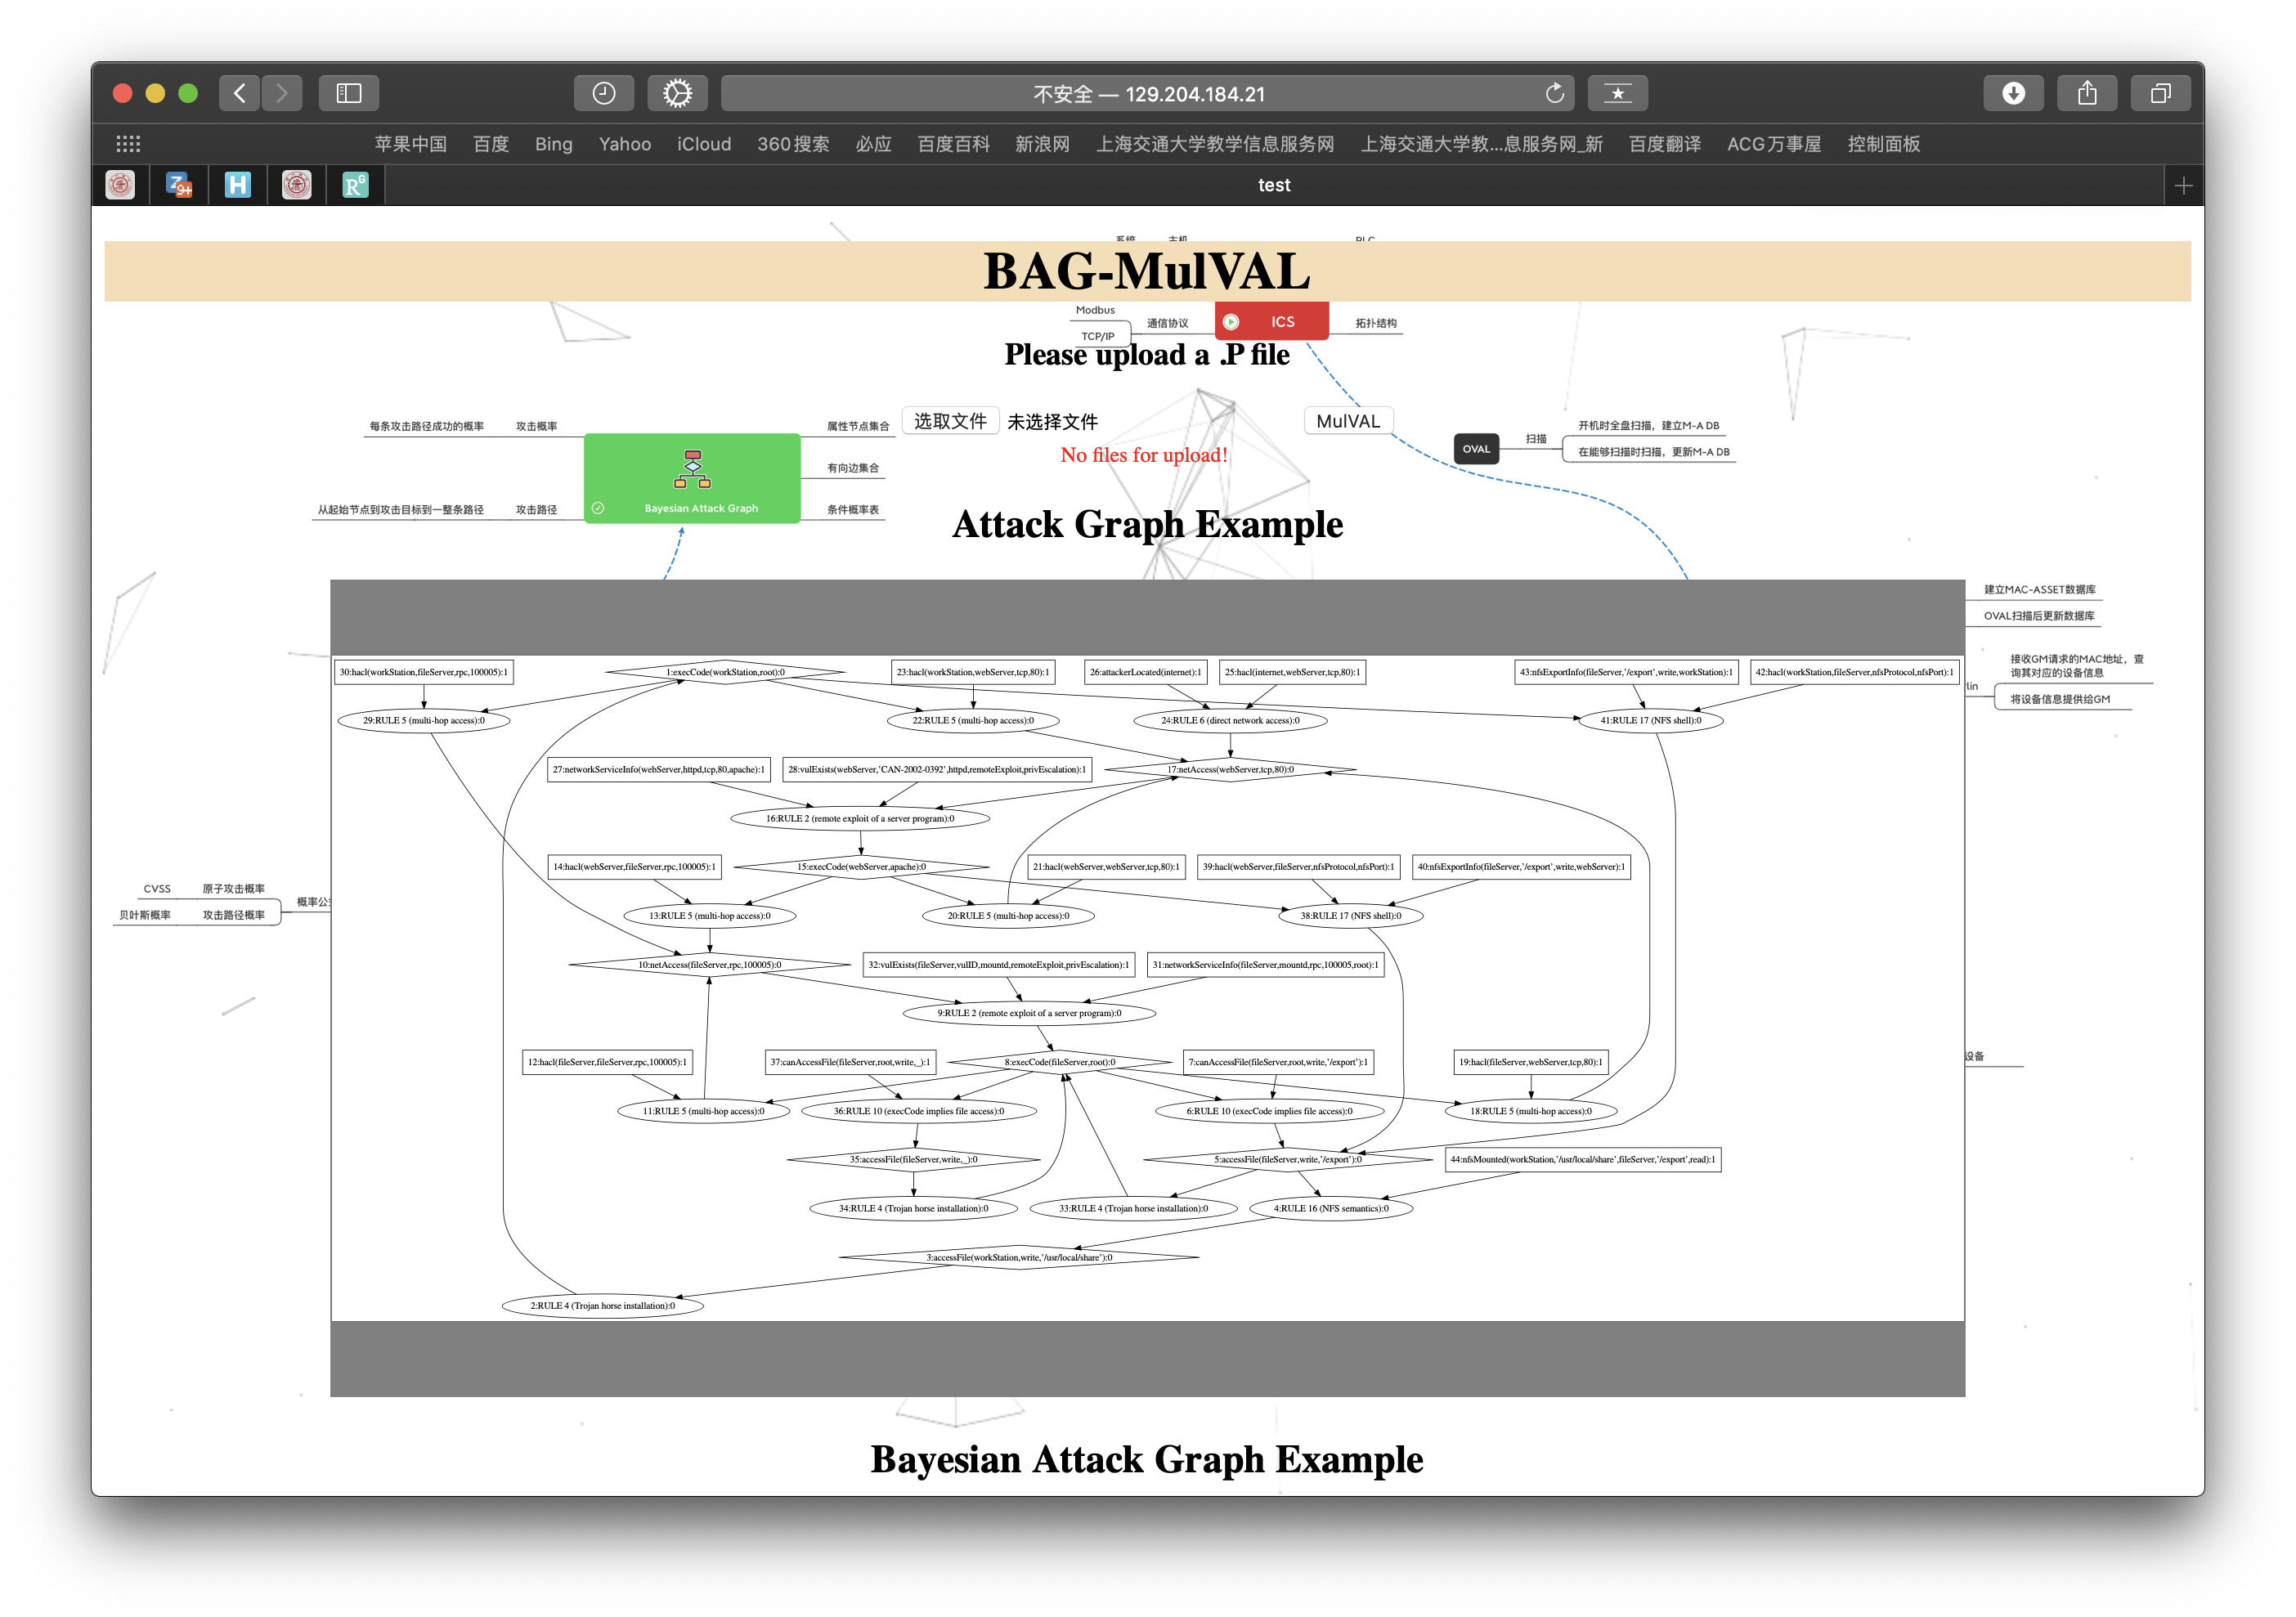 不安全 — 129.204.184.21
苹果中国 百度 Bing Yahoo iCloud 360搜索 必应 百度百科 新浪网 上海交通大学教学信息服务网 上海交通大学教...息服务网_新 百度翻译 ACG万事屋 控制面板
test
BAG-MulVAL
Modbus
TCP/IP
通信协议
ICS
拓扑结构
Please upload a .P file
选取文件 未选择文件
MulVAL
No files for upload!
每条攻击路径成功的概率 攻击概率
从起始节点到攻击目标到一整条路径 攻击路径
Bayesian Attack Graph
属性节点集合
有向边集合
条件概率表
OVAL 扫描
开机时全盘扫描，建立M-A DB
在能够扫描时扫描，更新M-A DB
Attack Graph Example
建立MAC-ASSET数据库
OVAL扫描后更新数据库
接收GM请求的MAC地址，查
询其对应的设备信息
将设备信息提供给GM
设备
CVSS 原子攻击概率
贝叶斯概率 攻击路径概率
30:hacl(workStation,fileServer,rpc,100005):1
1:execCode(workStation,root):0
23:hacl(workStation,webServer,tcp,80):1
26:attackerLocated(internet):1
25:hacl(internet,webServer,tcp,80):1
43:nfsExportInfo(fileServer,'/export',write,workStation):1
42:hacl(workStation,fileServer,nfsProtocol,nfsPort):1
29:RULE 5 (multi-hop access):0
22:RULE 5 (multi-hop access):0
24:RULE 6 (direct network access):0
41:RULE 17 (NFS shell):0
27:networkServiceInfo(webServer,httpd,tcp,80,apache):1
28:vulExists(webServer,'CAN-2002-0392',httpd,remoteExploit,privEscalation):1
17:netAccess(webServer,tcp,80):0
16:RULE 2 (remote exploit of a server program):0
14:hacl(webServer,fileServer,rpc,100005):1
15:execCode(webServer,apache):0
21:hacl(webServer,webServer,tcp,80):1
39:hacl(webServer,fileServer,nfsProtocol,nfsPort):1
40:nfsExportInfo(fileServer,'/export',write,webServer):1
13:RULE 5 (multi-hop access):0
20:RULE 5 (multi-hop access):0
38:RULE 17 (NFS shell):0
10:netAccess(fileServer,rpc,100005):0
32:vulExists(fileServer,vulID,mountd,remoteExploit,privEscalation):1
31:networkServiceInfo(fileServer,mountd,rpc,100005,root):1
9:RULE 2 (remote exploit of a server program):0
12:hacl(fileServer,fileServer,rpc,100005):1
37:canAccessFile(fileServer,root,write,_):1
8:execCode(fileServer,root):0
7:canAccessFile(fileServer,root,write,'/export'):1
19:hacl(fileServer,webServer,tcp,80):1
11:RULE 5 (multi-hop access):0
36:RULE 10 (execCode implies file access):0
6:RULE 10 (execCode implies file access):0
18:RULE 5 (multi-hop access):0
35:accessFile(fileServer,write,_):0
5:accessFile(fileServer,write,'/export'):0
44:nfsMounted(workStation,'/usr/local/share',fileServer,'/export',read):1
34:RULE 4 (Trojan horse installation):0
33:RULE 4 (Trojan horse installation):0
4:RULE 16 (NFS semantics):0
3:accessFile(workStation,write,'/usr/local/share'):0
2:RULE 4 (Trojan horse installation):0
Bayesian Attack Graph Example